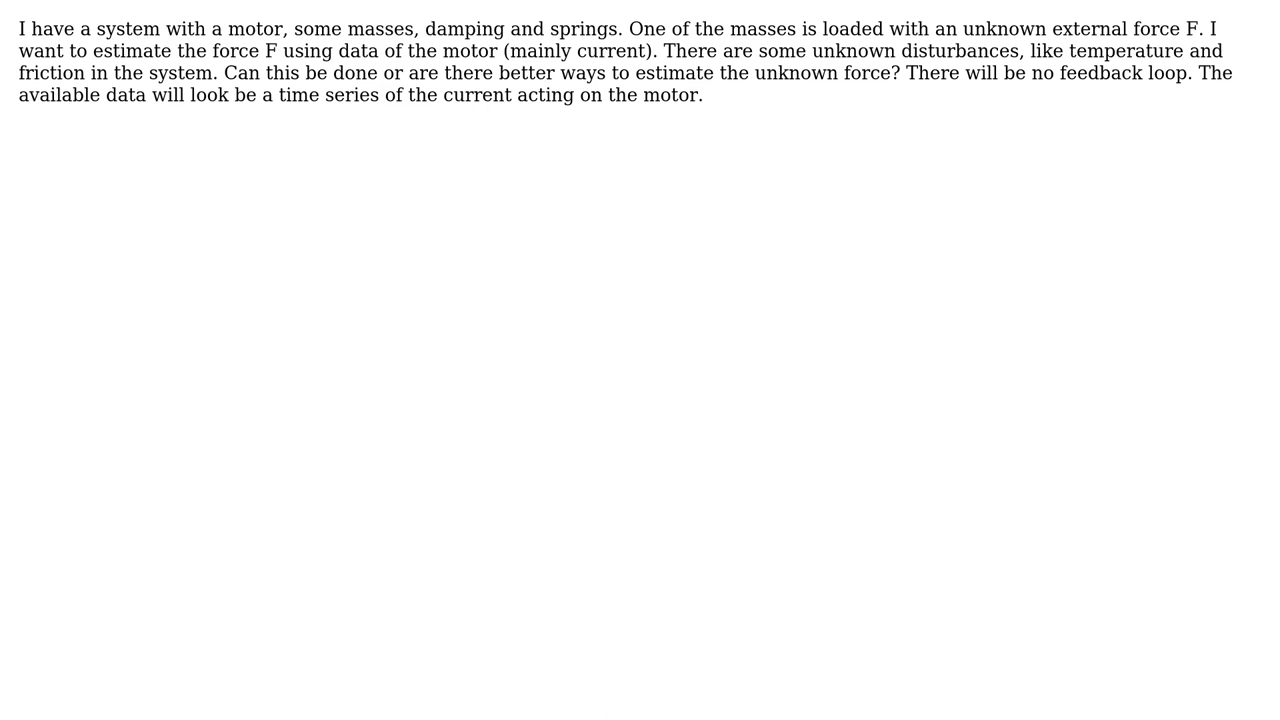 I have a system with a motor, some masses, damping and springs. One of the masses is loaded with an unknown external force F. I
want to estimate the force F using data of the motor (mainly current). There are some unknown disturbances, like temperature and
friction in the system. Can this be done or are there better ways to estimate the unknown force? There will be no feedback loop. The
available data will look be a time series of the current acting on the motor.